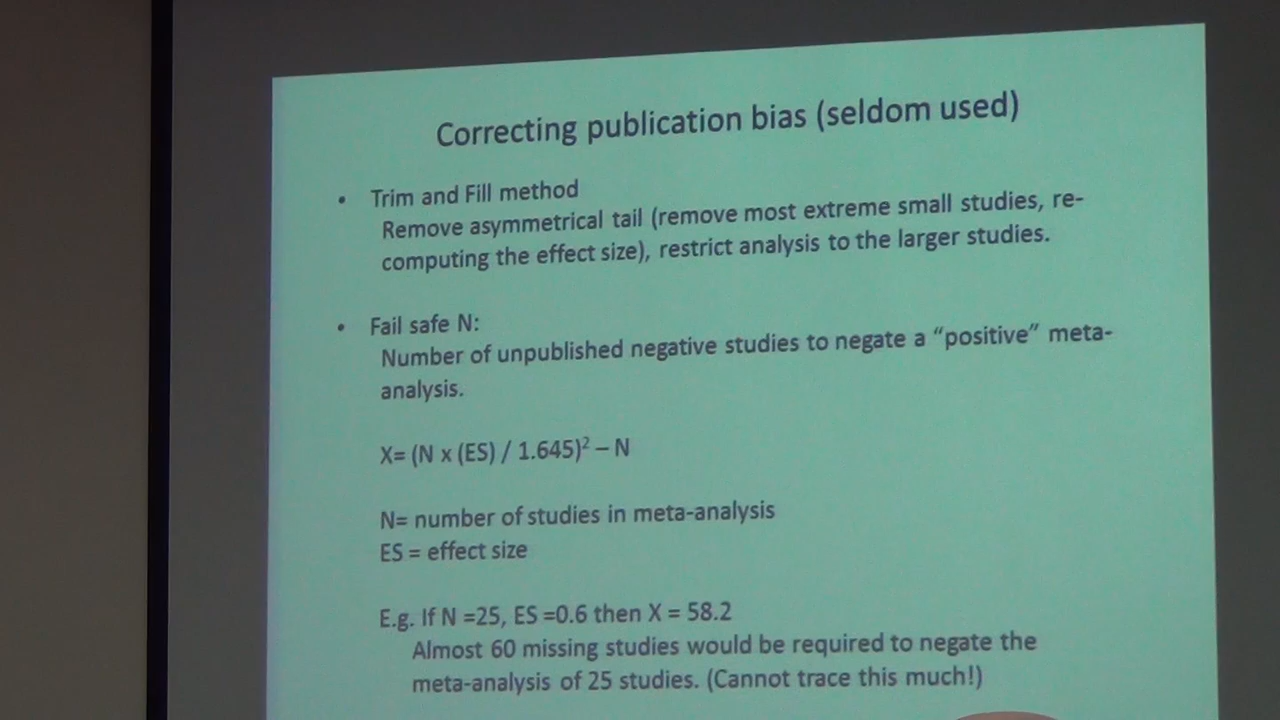 Correcting publication bias (seldom used)
• Trim and Fill method
Remove asymmetrical tail (remove most extreme small studies, re-
computing the effect size), restrict analysis to the larger studies.
• Fail safe N:
Number of unpublished negative studies to negate a “positive” meta-
analysis.
X= (N x (ES) / 1.645)² – N
N= number of studies in meta-analysis
ES = effect size
E.g. If N =25, ES =0.6 then X = 58.2
Almost 60 missing studies would be required to negate the
meta-analysis of 25 studies. (Cannot trace this much!)